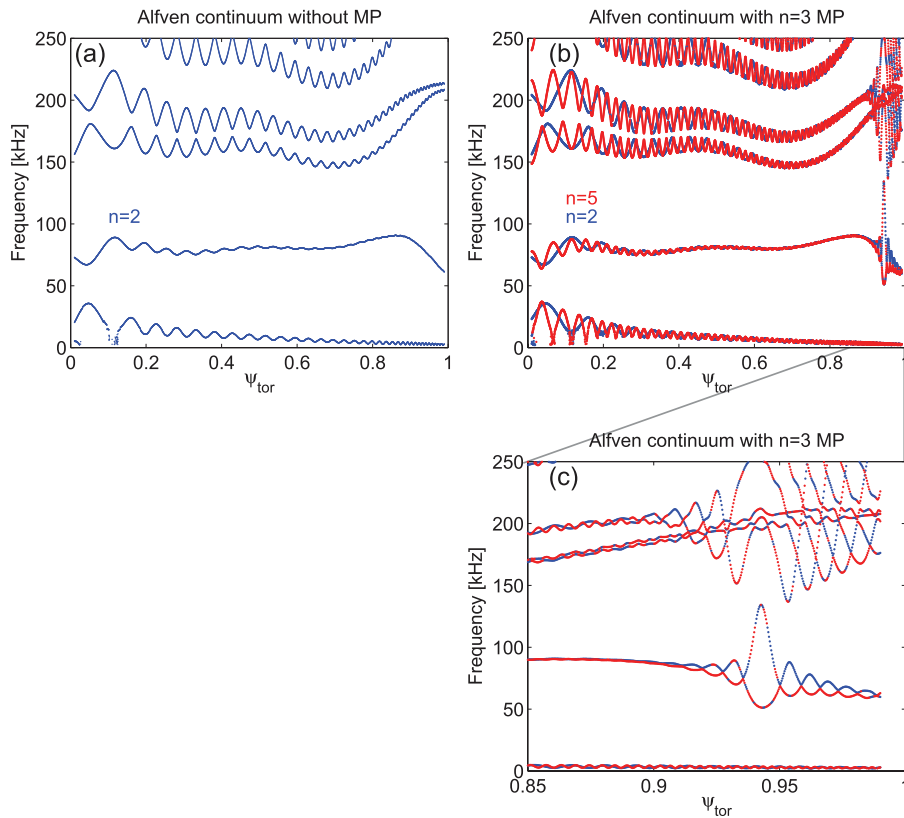 Alfven continuum without MP
(a)
250
200
150
100
50
0
Frequency [kHz]
n=2
0 0.2 0.4 0.6 0.8 1
Ψtor
Alfven continuum with n=3 MP
(b)
250
200
150
100
50
0
Frequency [kHz]
n=5
n=2
0 0.2 0.4 0.6 0.8 1
Ψtor
Alfven continuum with n=3 MP
(c)
250
200
150
100
50
0
Frequency [kHz]
0.85 0.9 0.95 1
Ψtor